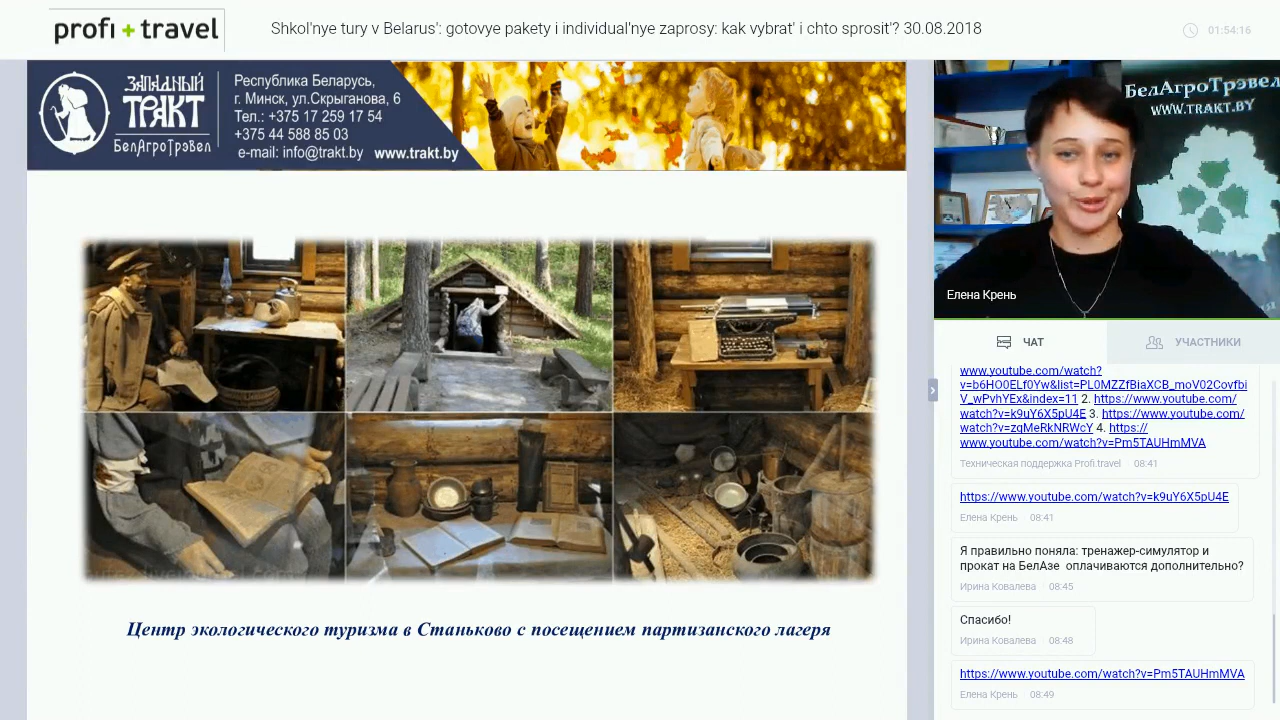 profi + travel
Shkol'nye tury v Belarus': gotovye pakety i individual'nye zaprosy: kak vybrat' i chto sprosit'? 30.08.2018
01:54:16
ЗАПАДНЫЙ
ТРАКТ
БелАгроТрэвел
Республика Беларусь,
г. Минск, ул.Скрыганова, 6
Тел.: +375 17 259 17 54
+375 44 588 85 03
e-mail: info@trakt.by www.trakt.by
Центр экологического туризма в Станьково с посещением партизанского лагеря
БелАгроТрэвел
WWW.TRAKT.BY
Елена Крень
ЧАТ
УЧАСТНИКИ
www.youtube.com/watch?
v=b6HO0ELf0Yw&list=PL0MZZfBiaXCB_moV02Covfbi
V_wPvhYEx&index=11 2. https://www.youtube.com/
watch?v=k9uY6X5pU4E 3. https://www.youtube.com/
watch?v=zqMeRkNRWcY 4. https://
www.youtube.com/watch?v=Pm5TAUHmMVA
Техническая поддержка Profi.travel 08:41
https://www.youtube.com/watch?v=k9uY6X5pU4E
Елена Крень 08:41
Я правильно поняла: тренажер-симулятор и
прокат на БелАзе оплачиваются дополнительно?
Ирина Ковалева 08:45
Спасибо!
Ирина Ковалева 08:48
https://www.youtube.com/watch?v=Pm5TAUHmMVA
Елена Крень 08:49